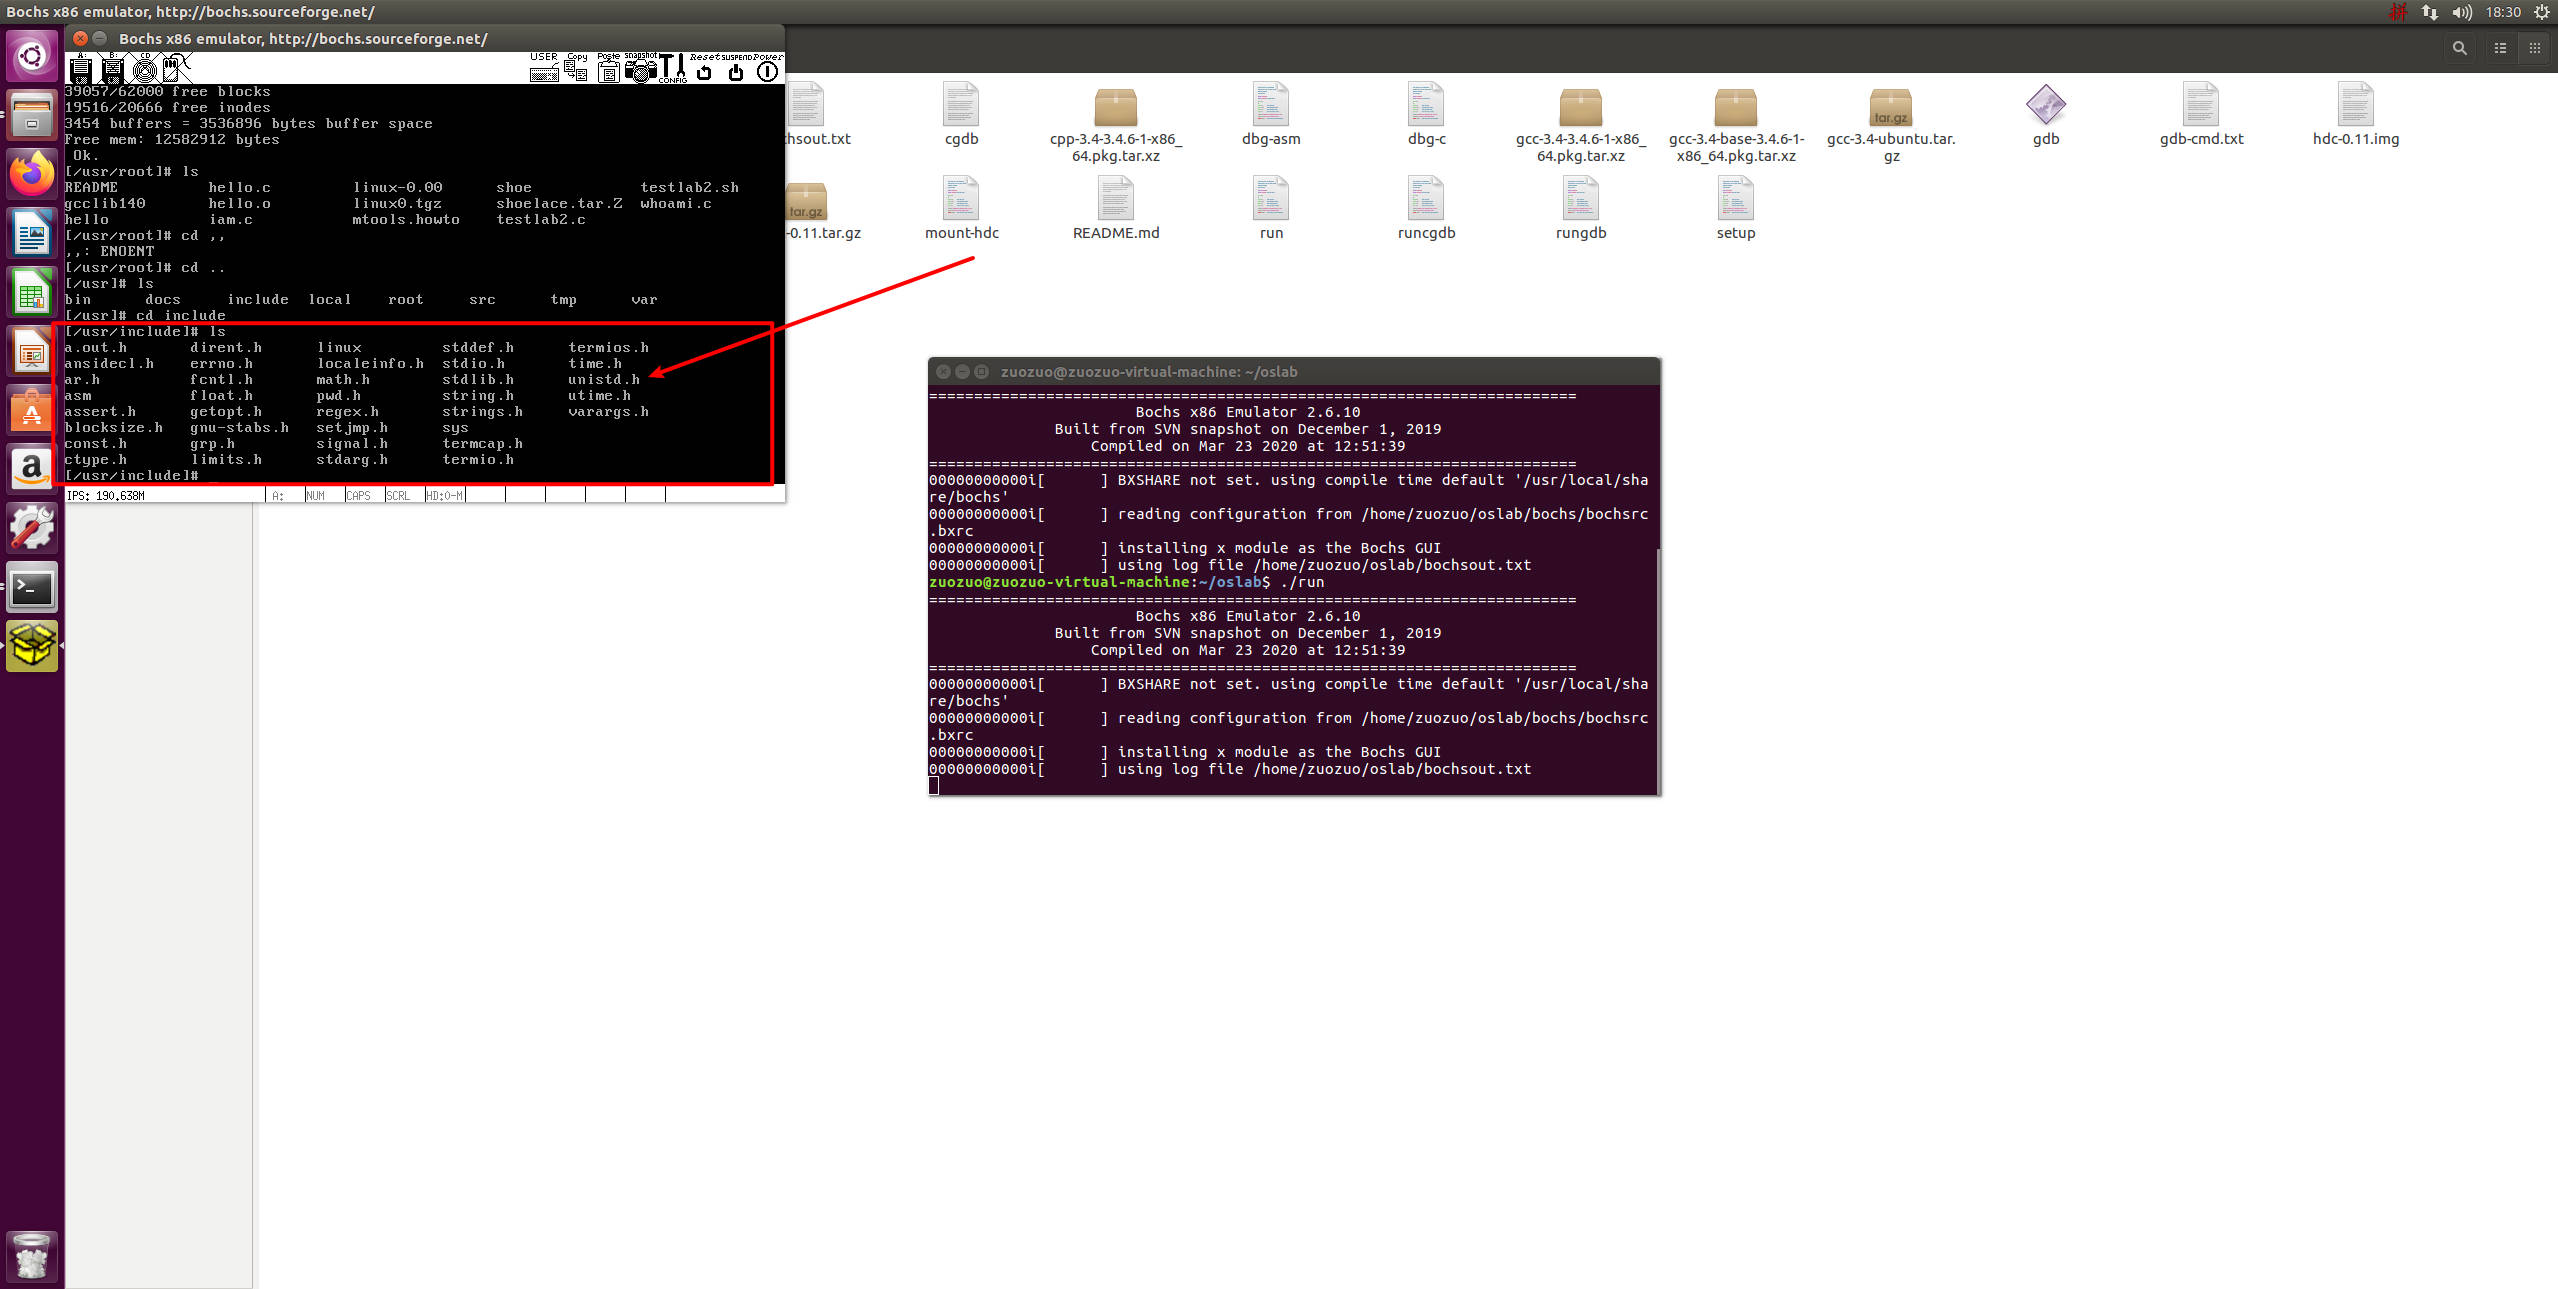 Bochs x86 emulator, http://bochs.sourceforge.net/
18:30
Bochs x86 emulator, http://bochs.sourceforge.net/
A: B: CD USER Copy Paste snapshot CONFIG Reset SUSPEND Power
39057/62000 free blocks
19516/20666 free inodes
3454 buffers = 3536896 bytes buffer space
Free mem: 12582912 bytes
Ok.
[/usr/root]# ls
README hello.c linux-0.00 shoe testlab2.sh
gcclib140 hello.o linux0.tgz shoelace.tar.Z whoami.c
hello iam.c mtools.howto testlab2.c
[/usr/root]# cd ,,
,,: ENOENT
[/usr/root]# cd ..
[/usr]# ls
bin docs include local root src tmp var
[/usr]# cd include
[/usr/include]# ls
a.out.h dirent.h linux stddef.h termios.h
ansidecl.h errno.h localeinfo.h stdio.h time.h
ar.h fcntl.h math.h stdlib.h unistd.h
asm float.h pwd.h string.h utime.h
assert.h getopt.h regex.h strings.h varargs.h
blocksize.h gnu-stabs.h setjmp.h sys
const.h grp.h signal.h termcap.h
ctype.h limits.h stdarg.h termio.h
[/usr/include]#
IPS: 190.638M A: NUM CAPS SCRL HD:0-M
chsout.txt cgdb cpp-3.4-3.4.6-1-x86_ dbg-asm dbg-c gcc-3.4-3.4.6-1-x86_ gcc-3.4-base-3.4.6-1- tar.gz gcc-3.4-ubuntu.tar. gdb gdb-cmd.txt hdc-0.11.img
64.pkg.tar.xz 64.pkg.tar.xz x86_64.pkg.tar.xz gz
tar.gz
-0.11.tar.gz mount-hdc README.md run runcgdb rungdb setup
zuozuo@zuozuo-virtual-machine: ~/oslab
========================================================================
Bochs x86 Emulator 2.6.10
Built from SVN snapshot on December 1, 2019
Compiled on Mar 23 2020 at 12:51:39
========================================================================
00000000000i[ ] BXSHARE not set. using compile time default '/usr/local/sha
re/bochs'
00000000000i[ ] reading configuration from /home/zuozuo/oslab/bochs/bochsrc
.bxrc
00000000000i[ ] installing x module as the Bochs GUI
00000000000i[ ] using log file /home/zuozuo/oslab/bochsout.txt
zuozuo@zuozuo-virtual-machine:~/oslab$ ./run
========================================================================
Bochs x86 Emulator 2.6.10
Built from SVN snapshot on December 1, 2019
Compiled on Mar 23 2020 at 12:51:39
========================================================================
00000000000i[ ] BXSHARE not set. using compile time default '/usr/local/sha
re/bochs'
00000000000i[ ] reading configuration from /home/zuozuo/oslab/bochs/bochsrc
.bxrc
00000000000i[ ] installing x module as the Bochs GUI
00000000000i[ ] using log file /home/zuozuo/oslab/bochsout.txt